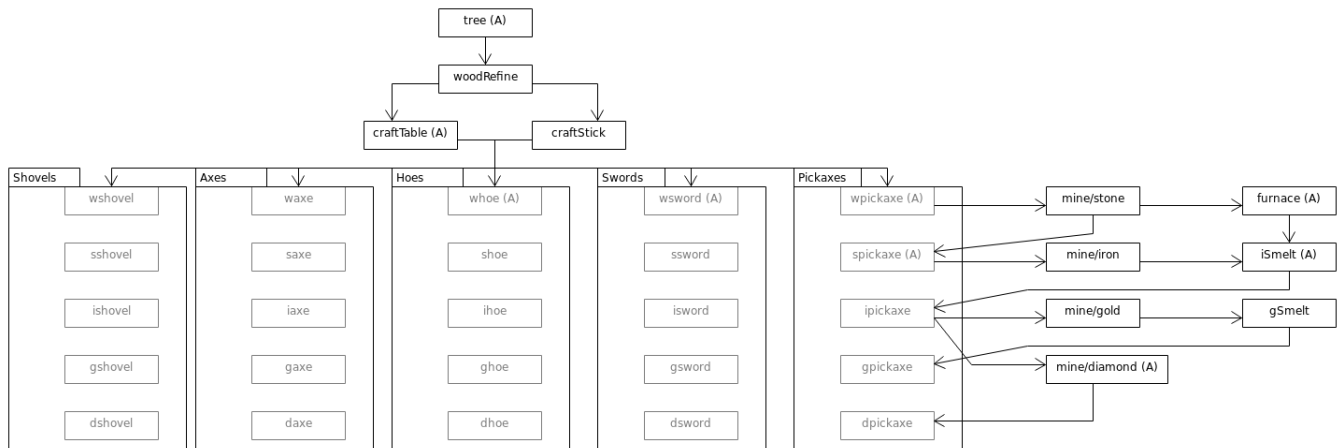 tree (A)
woodRefine
craftTable (A)
craftStick
Shovels
Axes
Hoes
Swords
Pickaxes
wshovel
waxe
whoe (A)
wsword (A)
wpickaxe (A)
mine/stone
furnace (A)
sshovel
saxe
shoe
ssword
spickaxe (A)
mine/iron
iSmelt (A)
ishovel
iaxe
ihoe
isword
ipickaxe
mine/gold
gSmelt
gshovel
gaxe
ghoe
gsword
gpickaxe
mine/diamond (A)
dshovel
daxe
dhoe
dsword
dpickaxe